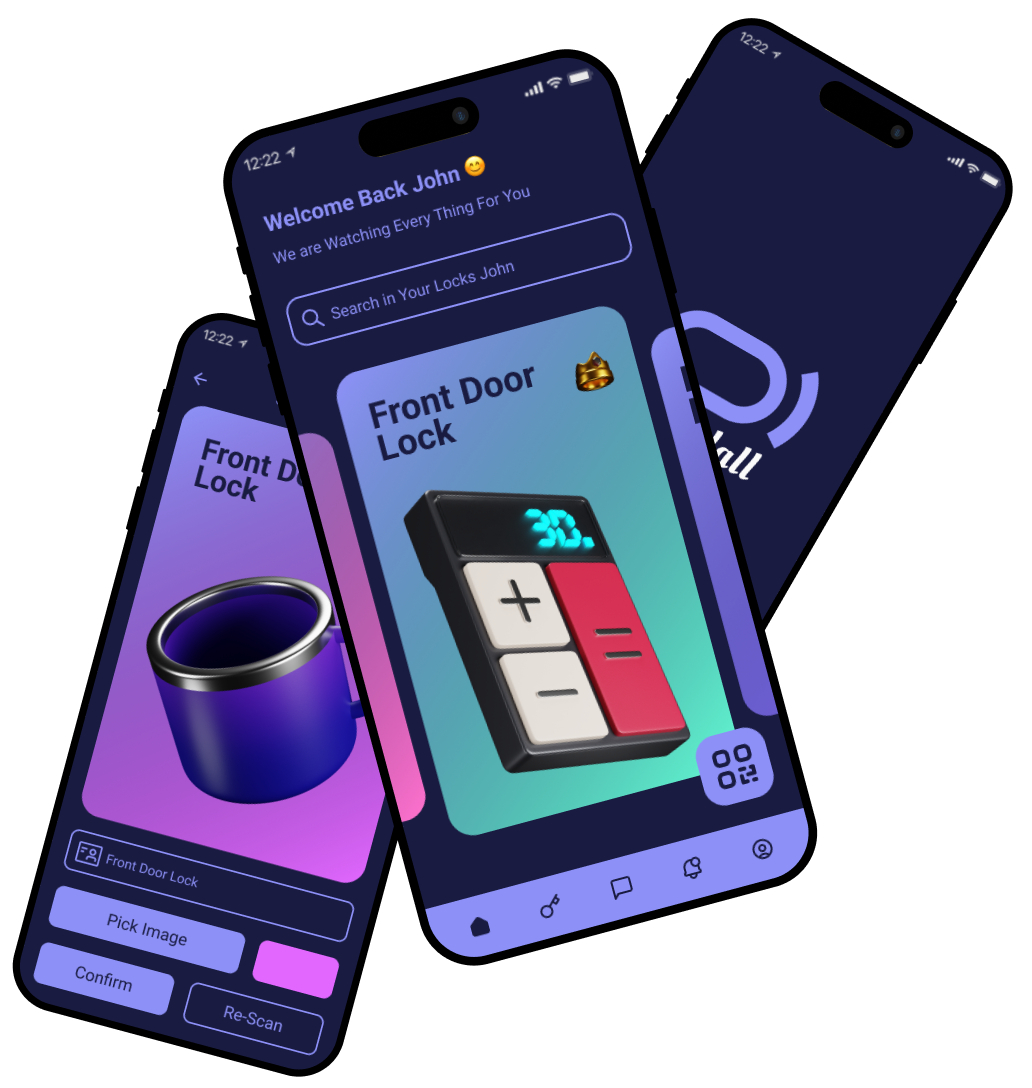 12:22
Welcome Back John 😊
We are Watching Every Thing For You
Search in Your Locks John
Front Door
Lock
30.
12:22
Front Do
Lock
Front Door Lock
Pick Image
Confirm
Re-Scan
12:22
all